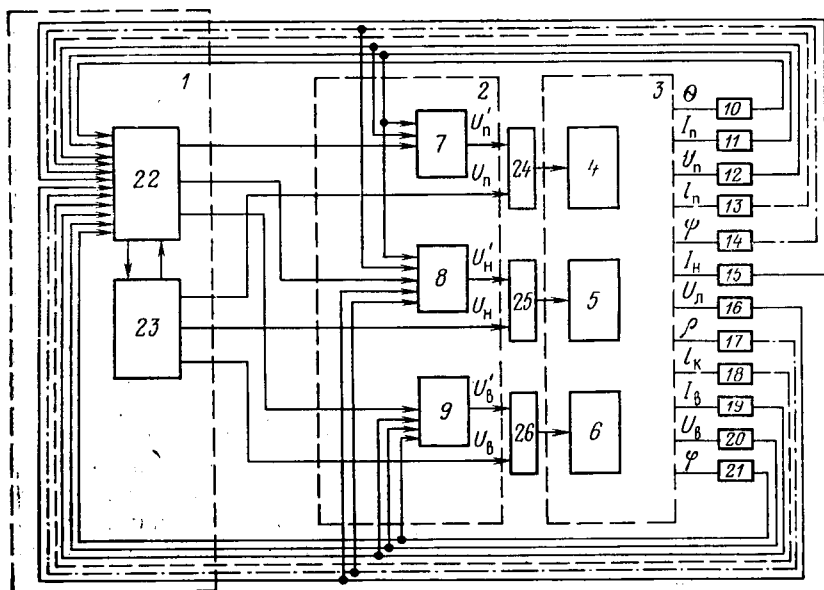 1
2
3
22
23
7
U'п
Uп
24
4
8
U'н
Uн
25
5
9
U'в
Uв
26
6
Θ 10
Iп 11
Uп 12
lп 13
ψ 14
Iн 15
Uл 16
ρ 17
lк 18
Iв 19
Uв 20
φ 21